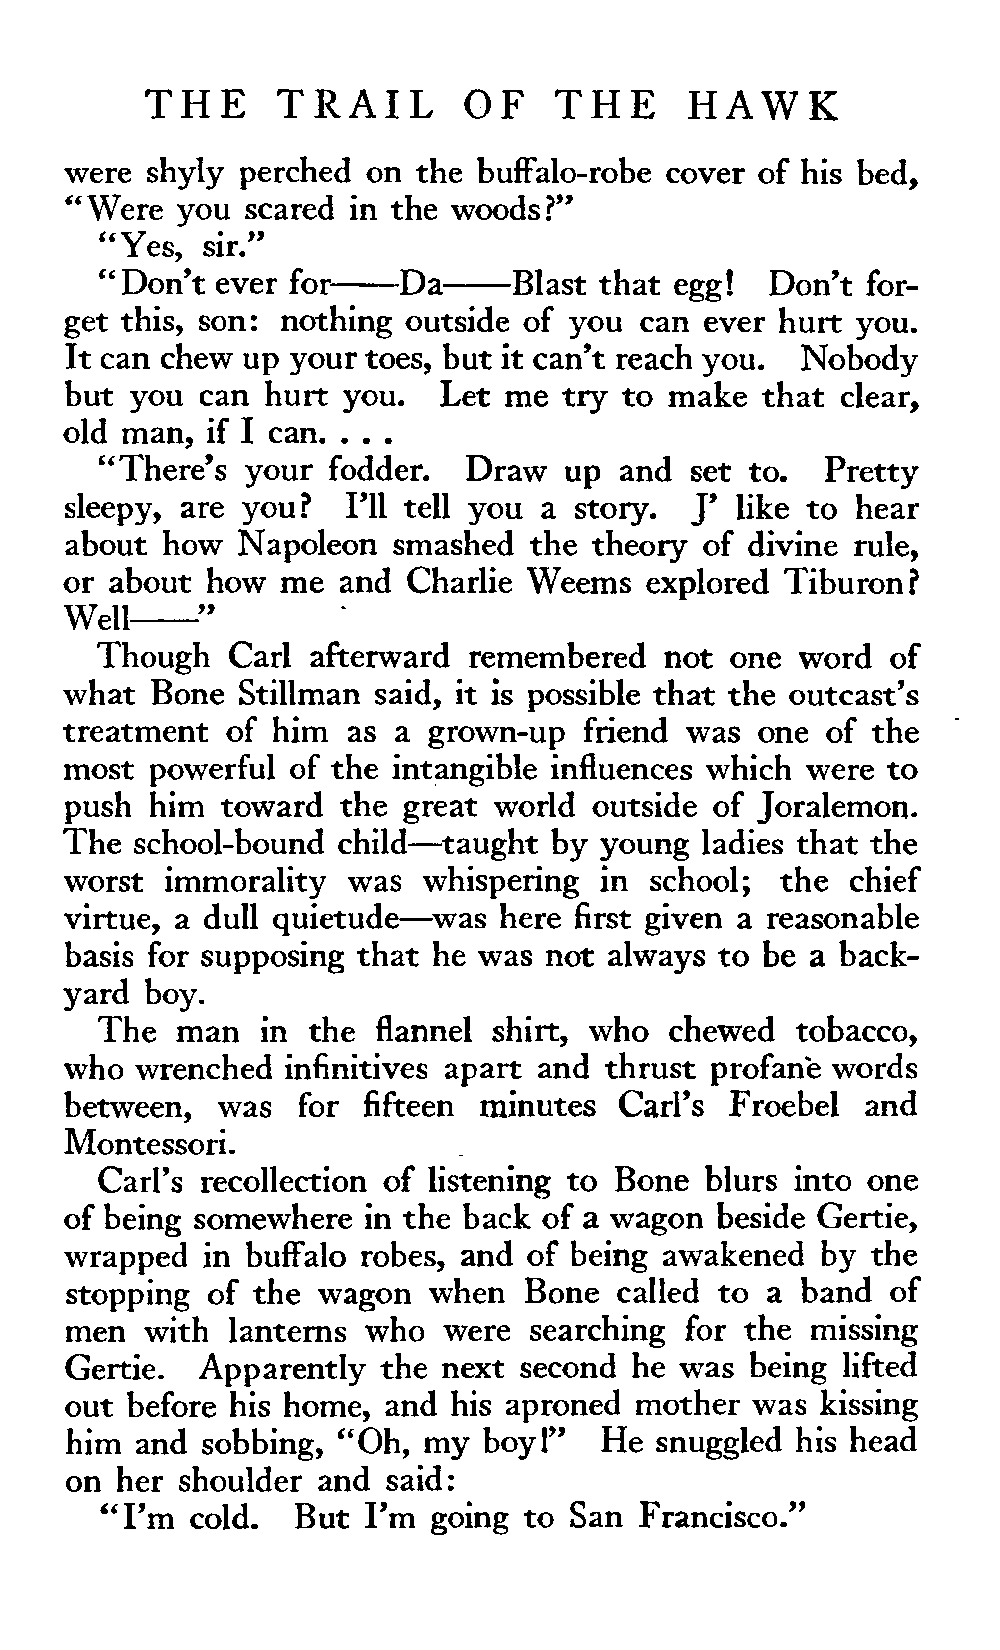 THE TRAIL OF THE HAWK
were shyly perched on the buffalo-robe cover of his bed,
“Were you scared in the woods?”
“Yes, sir.”
“Don’t ever for——Da——Blast that egg! Don’t for-
get this, son: nothing outside of you can ever hurt you.
It can chew up your toes, but it can’t reach you. Nobody
but you can hurt you. Let me try to make that clear,
old man, if I can. . . .
“There’s your fodder. Draw up and set to. Pretty
sleepy, are you? I’ll tell you a story. J’ like to hear
about how Napoleon smashed the theory of divine rule,
or about how me and Charlie Weems explored Tiburon?
Well——”
Though Carl afterward remembered not one word of
what Bone Stillman said, it is possible that the outcast’s
treatment of him as a grown-up friend was one of the
most powerful of the intangible influences which were to
push him toward the great world outside of Joralemon.
The school-bound child—taught by young ladies that the
worst immorality was whispering in school; the chief
virtue, a dull quietude—was here first given a reasonable
basis for supposing that he was not always to be a back-
yard boy.
The man in the flannel shirt, who chewed tobacco,
who wrenched infinitives apart and thrust profane words
between, was for fifteen minutes Carl’s Froebel and
Montessori.
Carl’s recollection of listening to Bone blurs into one
of being somewhere in the back of a wagon beside Gertie,
wrapped in buffalo robes, and of being awakened by the
stopping of the wagon when Bone called to a band of
men with lanterns who were searching for the missing
Gertie. Apparently the next second he was being lifted
out before his home, and his aproned mother was kissing
him and sobbing, “Oh, my boy!” He snuggled his head
on her shoulder and said:
“I’m cold. But I’m going to San Francisco.”